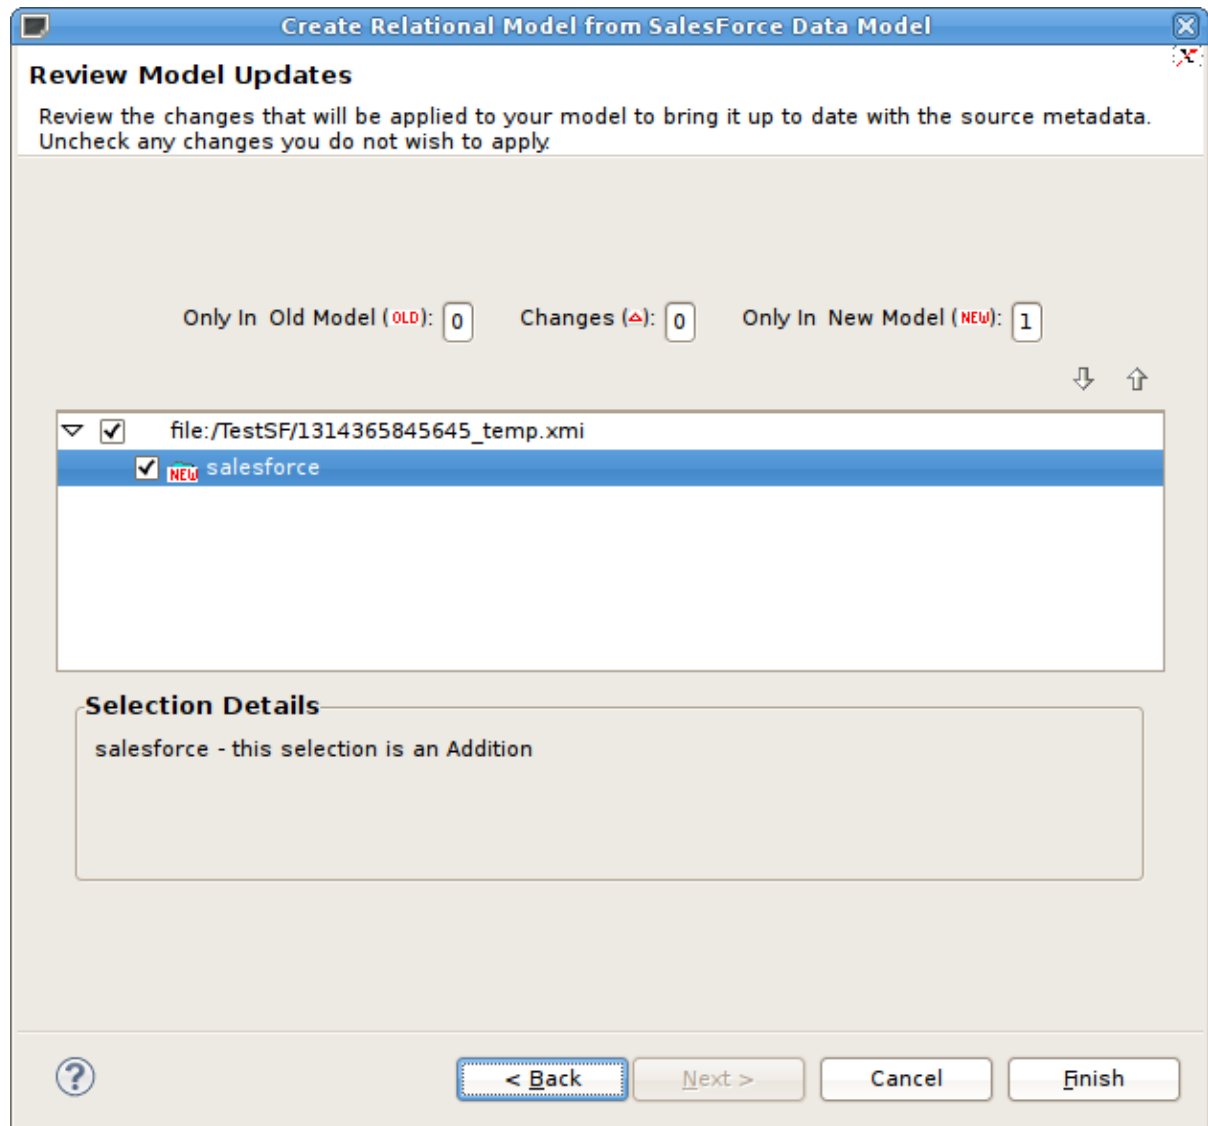 Create Relational Model from SalesForce Data Model
Review Model Updates
Review the changes that will be applied to your model to bring it up to date with the source metadata.
Uncheck any changes you do not wish to apply.
Only In Old Model (OLD): 0 Changes (△): 0 Only In New Model (NEW): 1
file:/TestSF/1314365845645_temp.xmi
NEW salesforce
Selection Details
salesforce - this selection is an Addition
? < Back Next > Cancel Finish